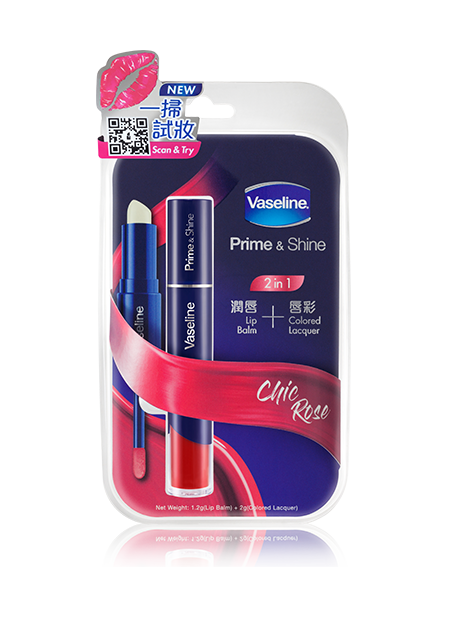 NEW
一掃
試妝
Scan & Try
Vaseline.
Prime & Shine
2 in 1
潤唇 + 唇彩
Lip Colored
Balm Lacquer
Prime & Shine
Vaseline
Vaseline
Chic
Rose
Net Weight: 1.2g(Lip Balm) + 2g(Colored Lacquer)